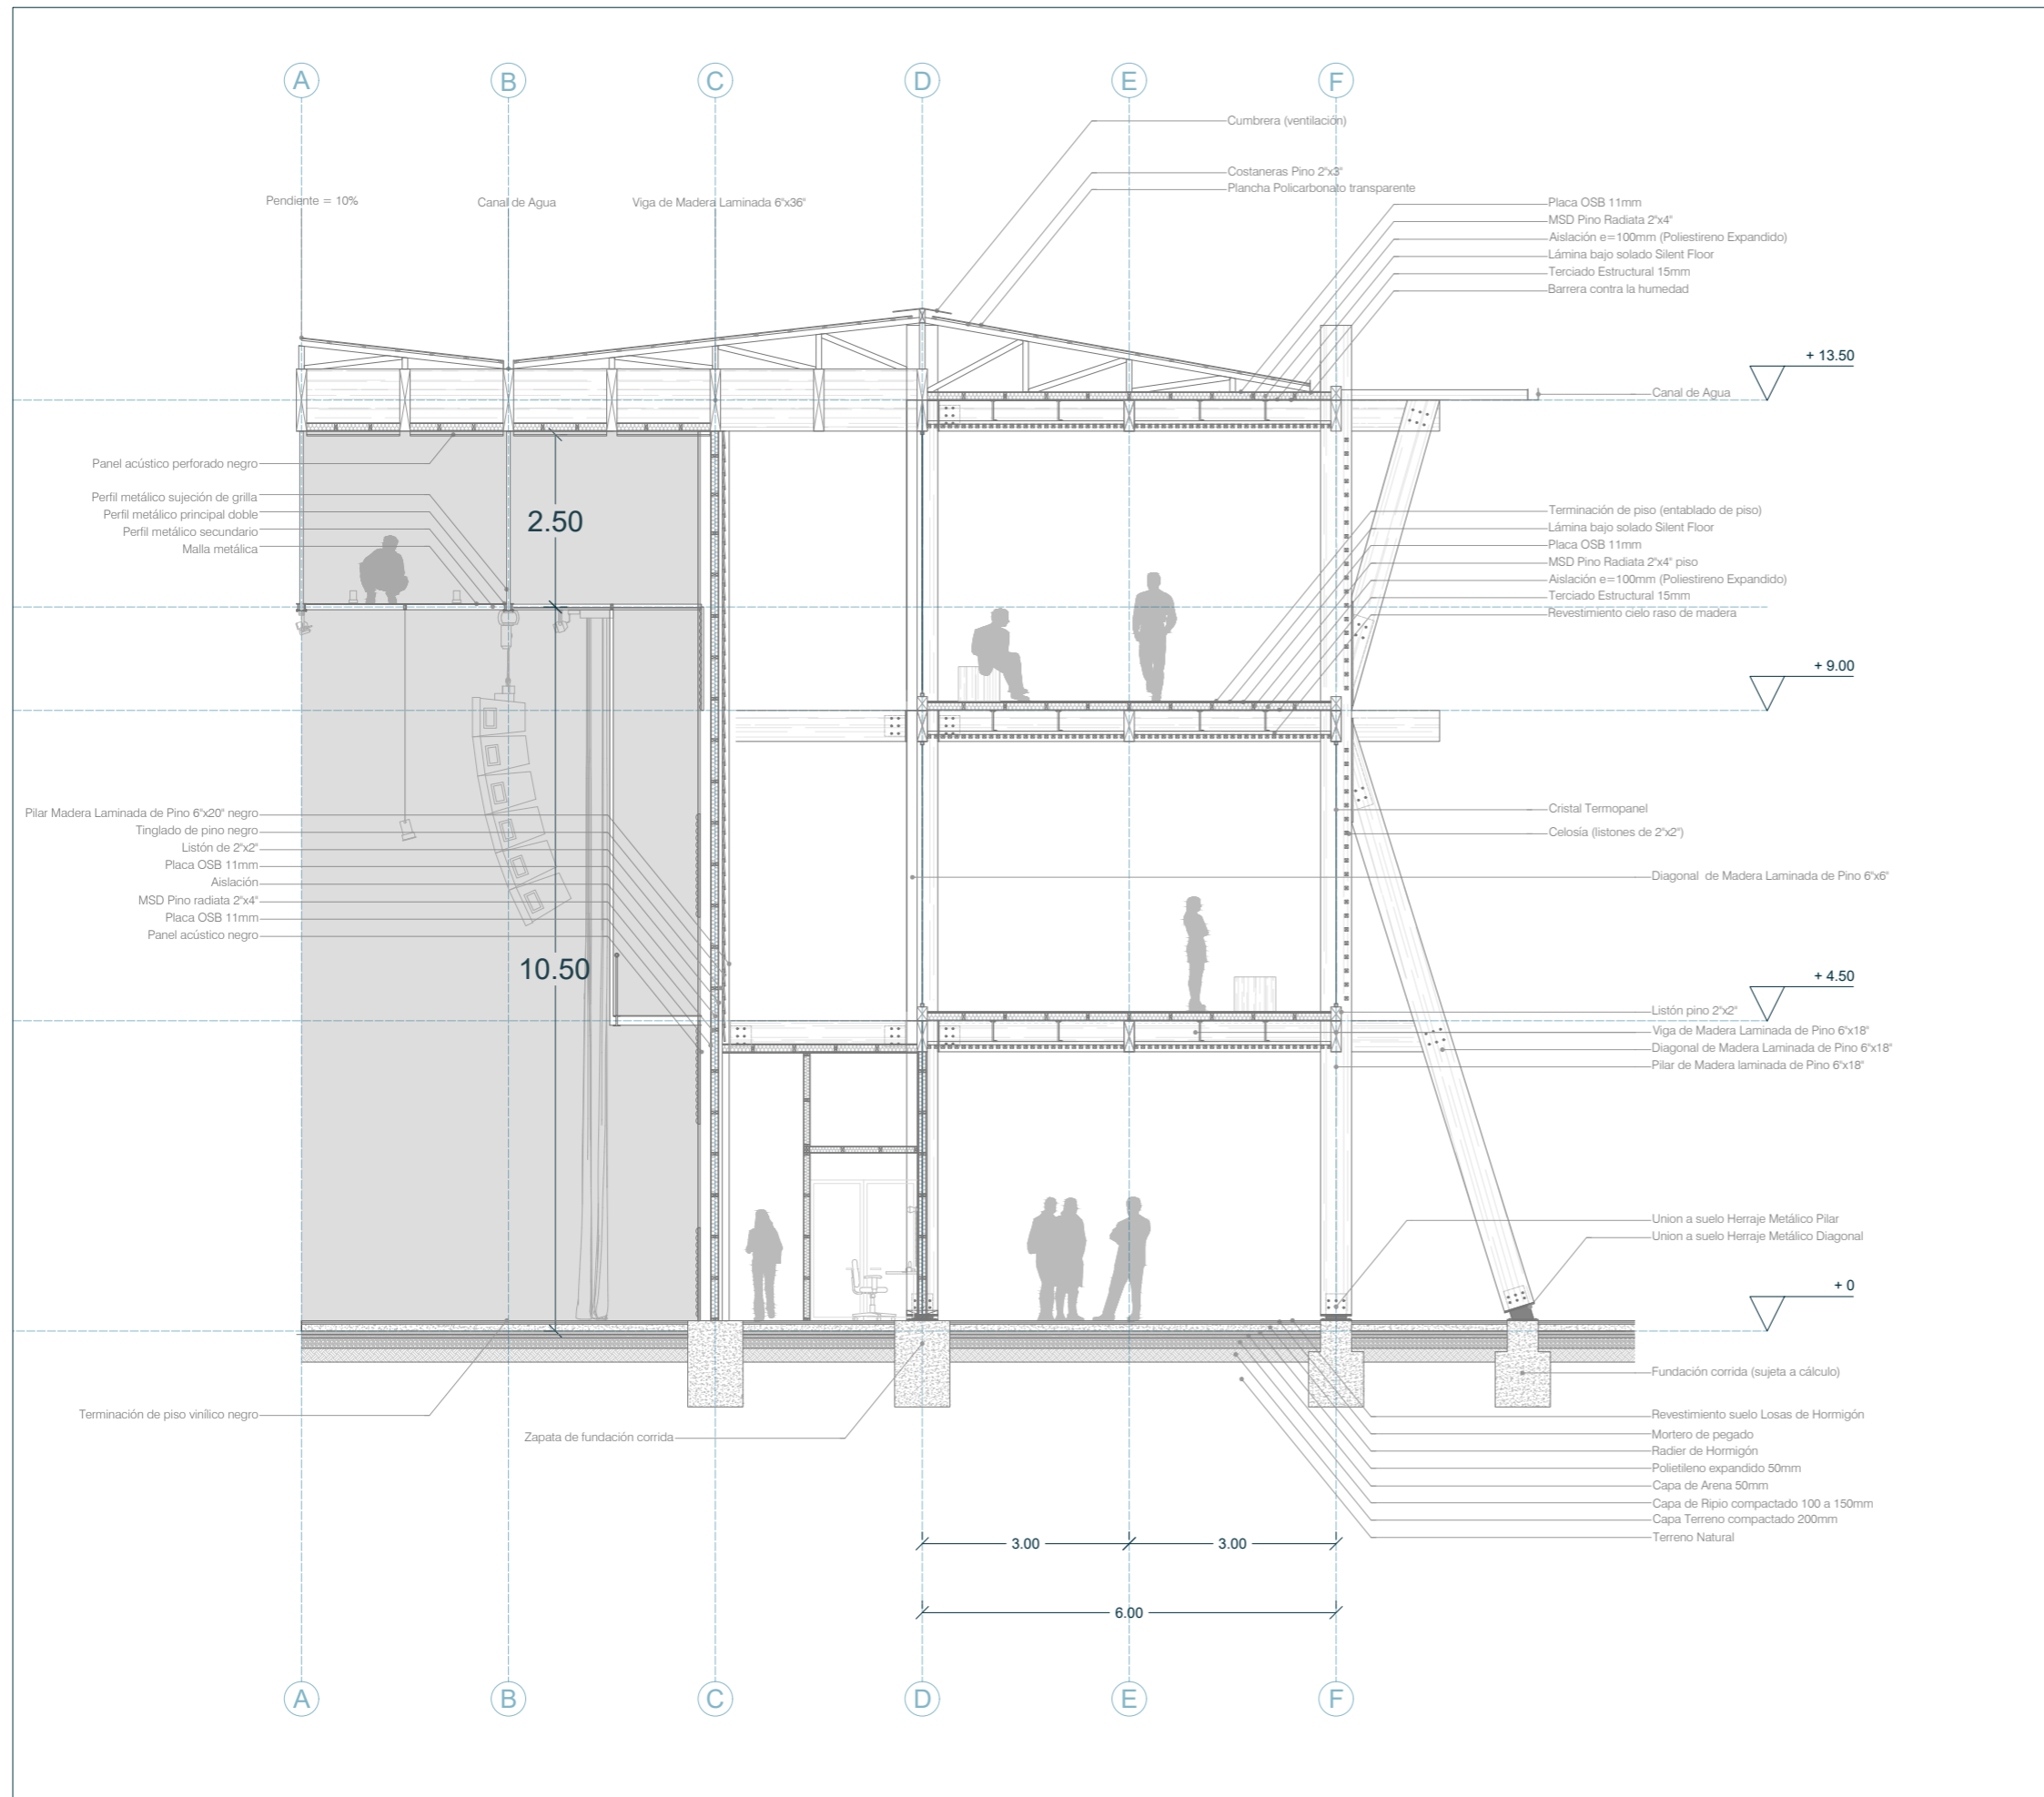 A
B
C
D
E
F
Cumbrera (ventilación)
Costaneras Pino 2"x3"
Plancha Policarbonato transparente
Pendiente = 10%
Canal de Agua
Viga de Madera Laminada 6"x36"
Placa OSB 11mm
MSD Pino Radiata 2"x4"
Aislación e=100mm (Poliestireno Expandido)
Lámina bajo solado Silent Floor
Terciado Estructural 15mm
Barrera contra la humedad
+ 13.50
Canal de Agua
Panel acústico perforado negro
Perfil metálico sujeción de grilla
Perfil metálico principal doble
Perfil metálico secundario
Malla metálica
2.50
Terminación de piso (entablado de piso)
Lámina bajo solado Silent Floor
Placa OSB 11mm
MSD Pino Radiata 2"x4" piso
Aislación e=100mm (Poliestireno Expandido)
Terciado Estructural 15mm
Revestimiento cielo raso de madera
+ 9.00
Pilar Madera Laminada de Pino 6"x20" negro
Tinglado de pino negro
Listón de 2"x2"
Placa OSB 11mm
Aislación
MSD Pino radiata 2"x4"
Placa OSB 11mm
Panel acústico negro
10.50
Cristal Termopanel
Celosía (listones de 2"x2")
Diagonal de Madera Laminada de Pino 6"x6"
+ 4.50
Listón pino 2"x2"
Viga de Madera Laminada de Pino 6"x18"
Diagonal de Madera Laminada de Pino 6"x18"
Pilar de Madera laminada de Pino 6"x18"
Union a suelo Herraje Metálico Pilar
Union a suelo Herraje Metálico Diagonal
+ 0
Fundación corrida (sujeta a cálculo)
Terminación de piso vinílico negro
Zapata de fundación corrida
Revestimiento suelo Losas de Hormigón
Mortero de pegado
Radier de Hormigón
Polietileno expandido 50mm
Capa de Arena 50mm
Capa de Ripio compactado 100 a 150mm
Capa Terreno compactado 200mm
Terreno Natural
3.00
3.00
6.00
A
B
C
D
E
F